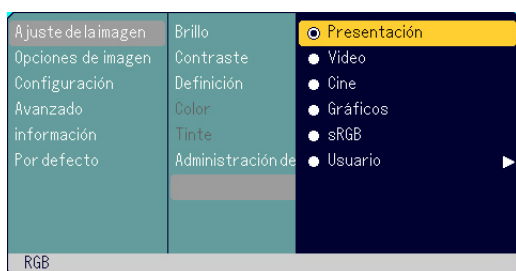 Ajuste de la imagen
Opciones de imagen
Configuración
Avanzado
información
Por defecto
Brillo
Contraste
Definición
Color
Tinte
Administración de
Presentación
Video
Cine
Gráficos
sRGB
Usuario
RGB